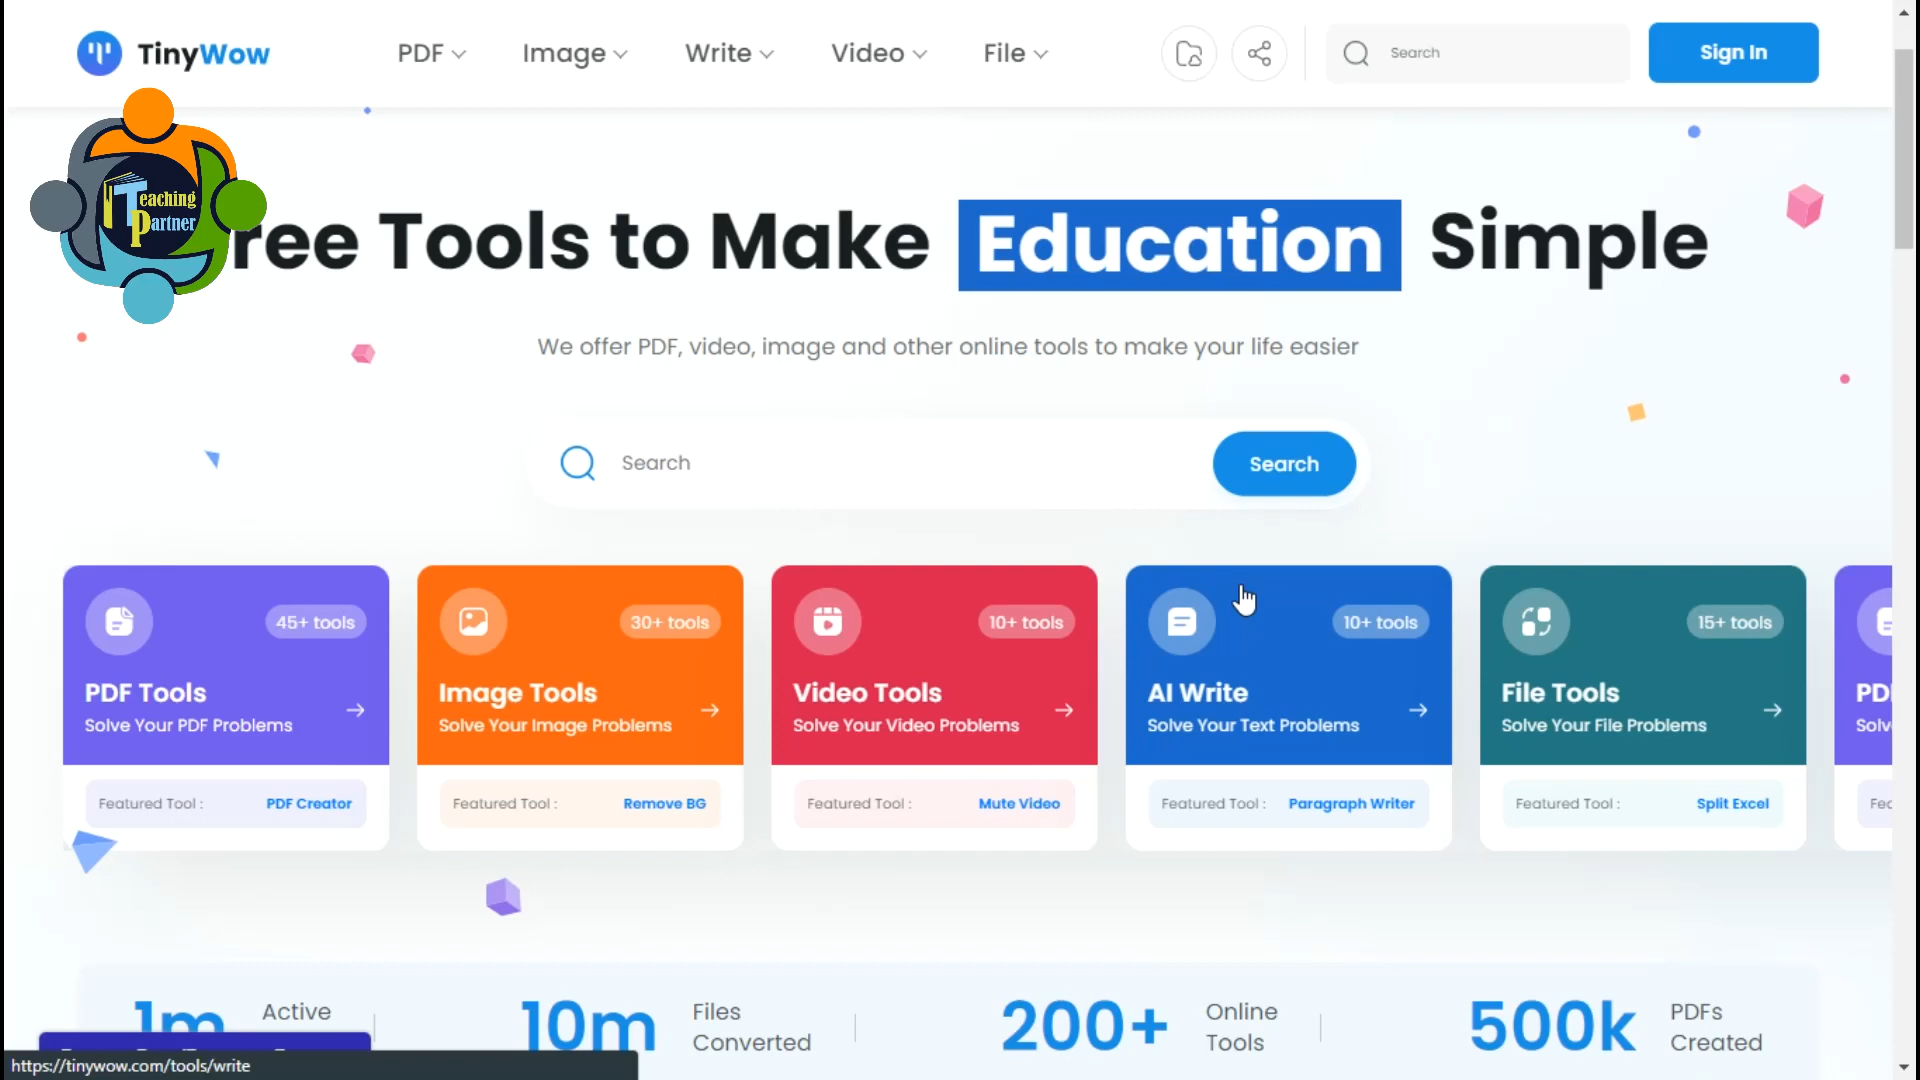 TinyWow
PDF
Image
Write
Video
File
Search
Sign In
Teaching
Partner
ree Tools to Make Education Simple
We offer PDF, video, image and other online tools to make your life easier
Search
Search
45+ tools
PDF Tools
Solve Your PDF Problems
Featured Tool :
PDF Creator
30+ tools
Image Tools
Solve Your Image Problems
Featured Tool :
Remove BG
10+ tools
Video Tools
Solve Your Video Problems
Featured Tool :
Mute Video
10+ tools
AI Write
Solve Your Text Problems
Featured Tool :
Paragraph Writer
15+ tools
File Tools
Solve Your File Problems
Featured Tool :
Split Excel
1m
Active
10m
Files
Converted
200+
Online
Tools
500k
PDFs
Created
https://tinywow.com/tools/write